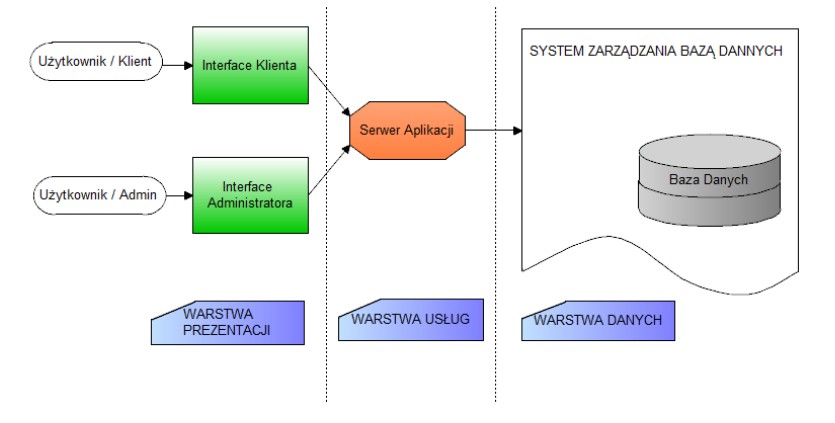 Użytkownik / Klient
Interface Klienta
Serwer Aplikacji
SYSTEM ZARZĄDZANIA BAZĄ DANNYCH
Baza Danych
Użytkownik / Admin
Interface
Administratora
WARSTWA
PREZENTACJI
WARSTWA USŁUG
WARSTWA DANYCH